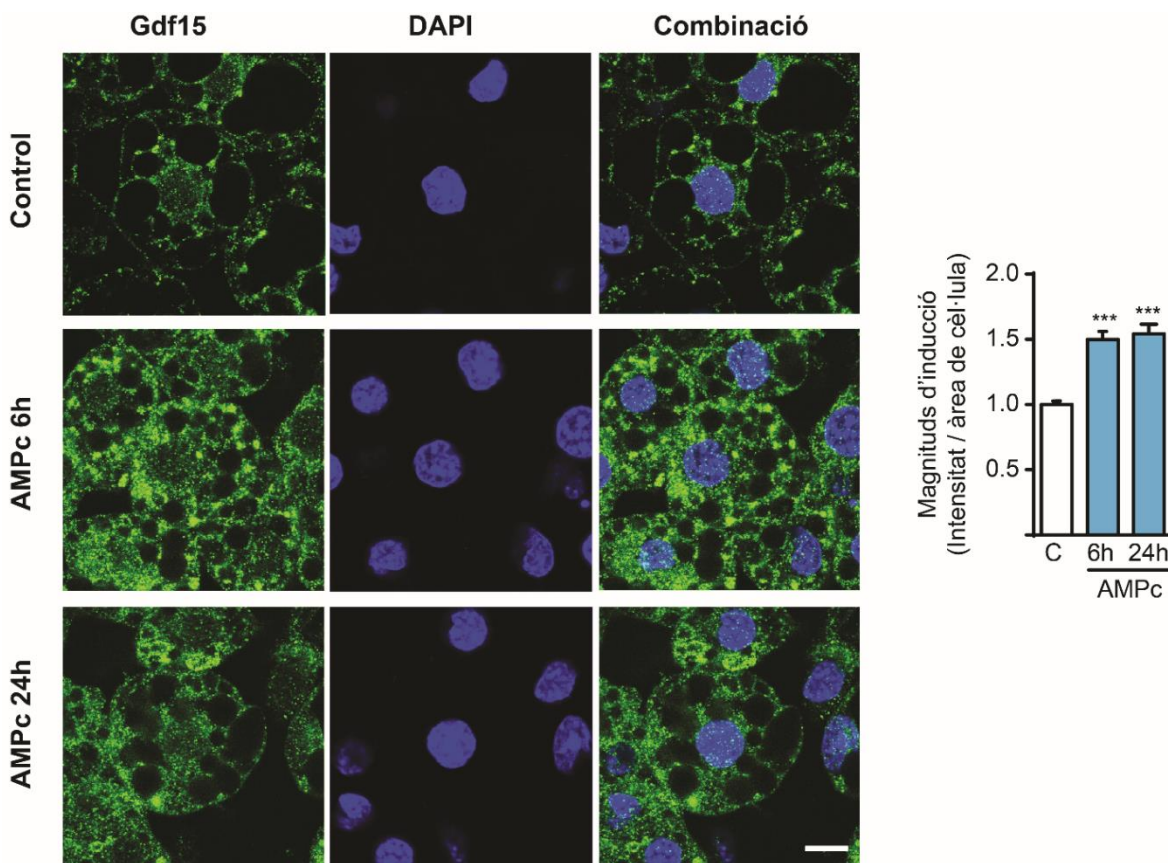 Gdf15
DAPI
Combinació
Control
AMPc 6h
AMPc 24h
Magnituds d'inducció
(Intensitat / àrea de cèl·lula)
2.0
1.5
1.0
0.5
***
***
C
6h
24h
AMPc